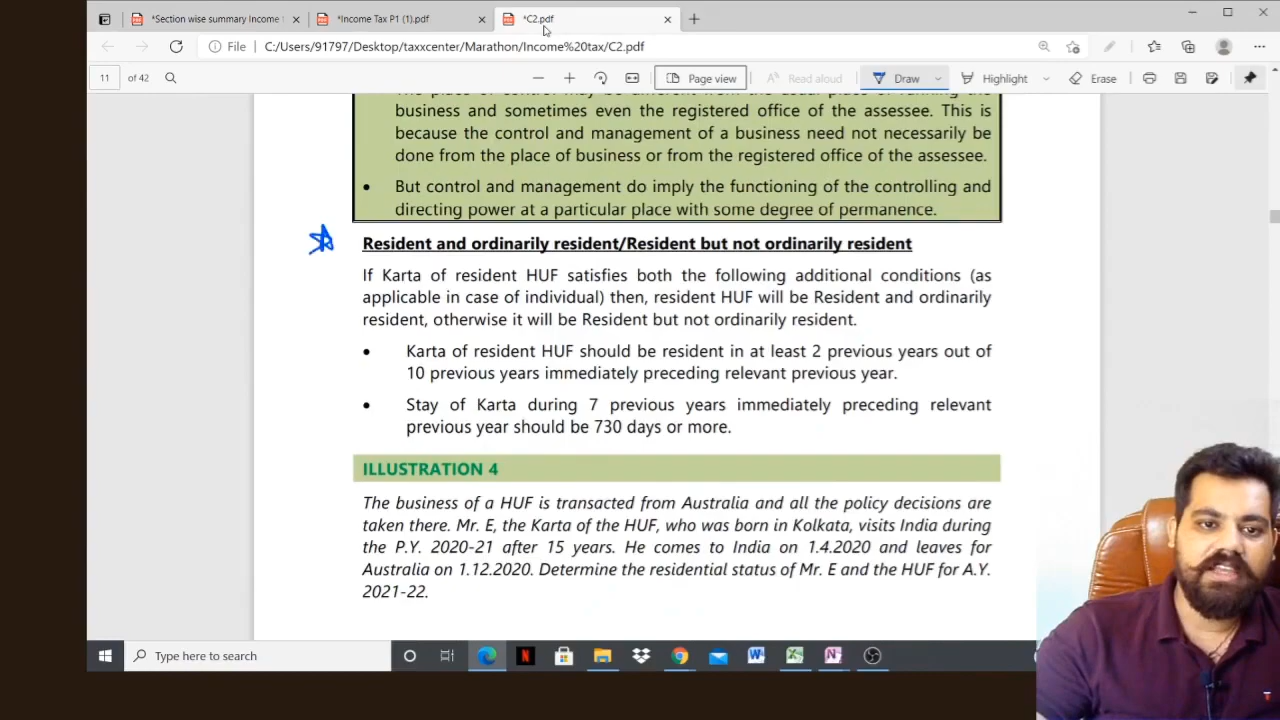 *Section wise summary Income t
*Income Tax P1 (1).pdf
*C2.pdf
File
C:/Users/91797/Desktop/taxxcenter/Marathon/Income%20tax/C2.pdf
11 of 42
Page view
Read aloud
Draw
Highlight
Erase
business and sometimes even the registered office of the assessee. This is
because the control and management of a business need not necessarily be
done from the place of business or from the registered office of the assessee.
• But control and management do imply the functioning of the controlling and
directing power at a particular place with some degree of permanence.
Resident and ordinarily resident/Resident but not ordinarily resident
If Karta of resident HUF satisfies both the following additional conditions (as
applicable in case of individual) then, resident HUF will be Resident and ordinarily
resident, otherwise it will be Resident but not ordinarily resident.
• Karta of resident HUF should be resident in at least 2 previous years out of
10 previous years immediately preceding relevant previous year.
• Stay of Karta during 7 previous years immediately preceding relevant
previous year should be 730 days or more.
ILLUSTRATION 4
The business of a HUF is transacted from Australia and all the policy decisions are
taken there. Mr. E, the Karta of the HUF, who was born in Kolkata, visits India during
the P.Y. 2020-21 after 15 years. He comes to India on 1.4.2020 and leaves for
Australia on 1.12.2020. Determine the residential status of Mr. E and the HUF for A.Y.
2021-22.
Type here to search